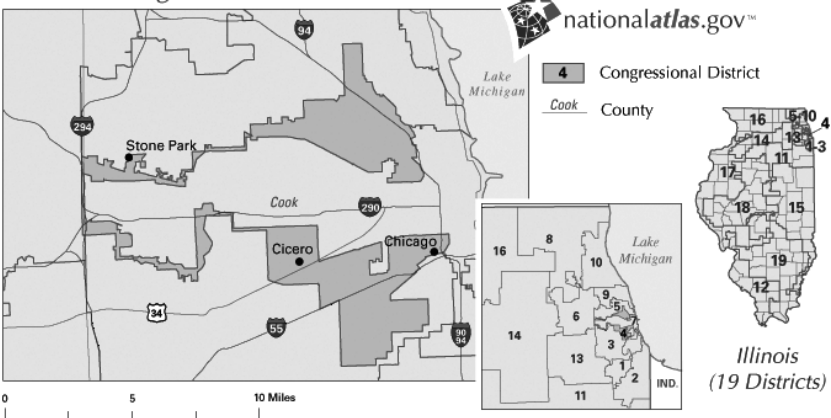 nationalatlas.gov™
4 Congressional District
Cook County
94
Lake
Michigan
294
Stone Park
Cook
290
Cicero
Chicago
34
55
90
94
0 5 10 Miles
16
8
Lake
Michigan
10
9
5
6
7
4
14
3
13
1
2
11
IND.
16
5-10
4
14
13
1-3
11
17
18
15
19
12
Illinois
(19 Districts)